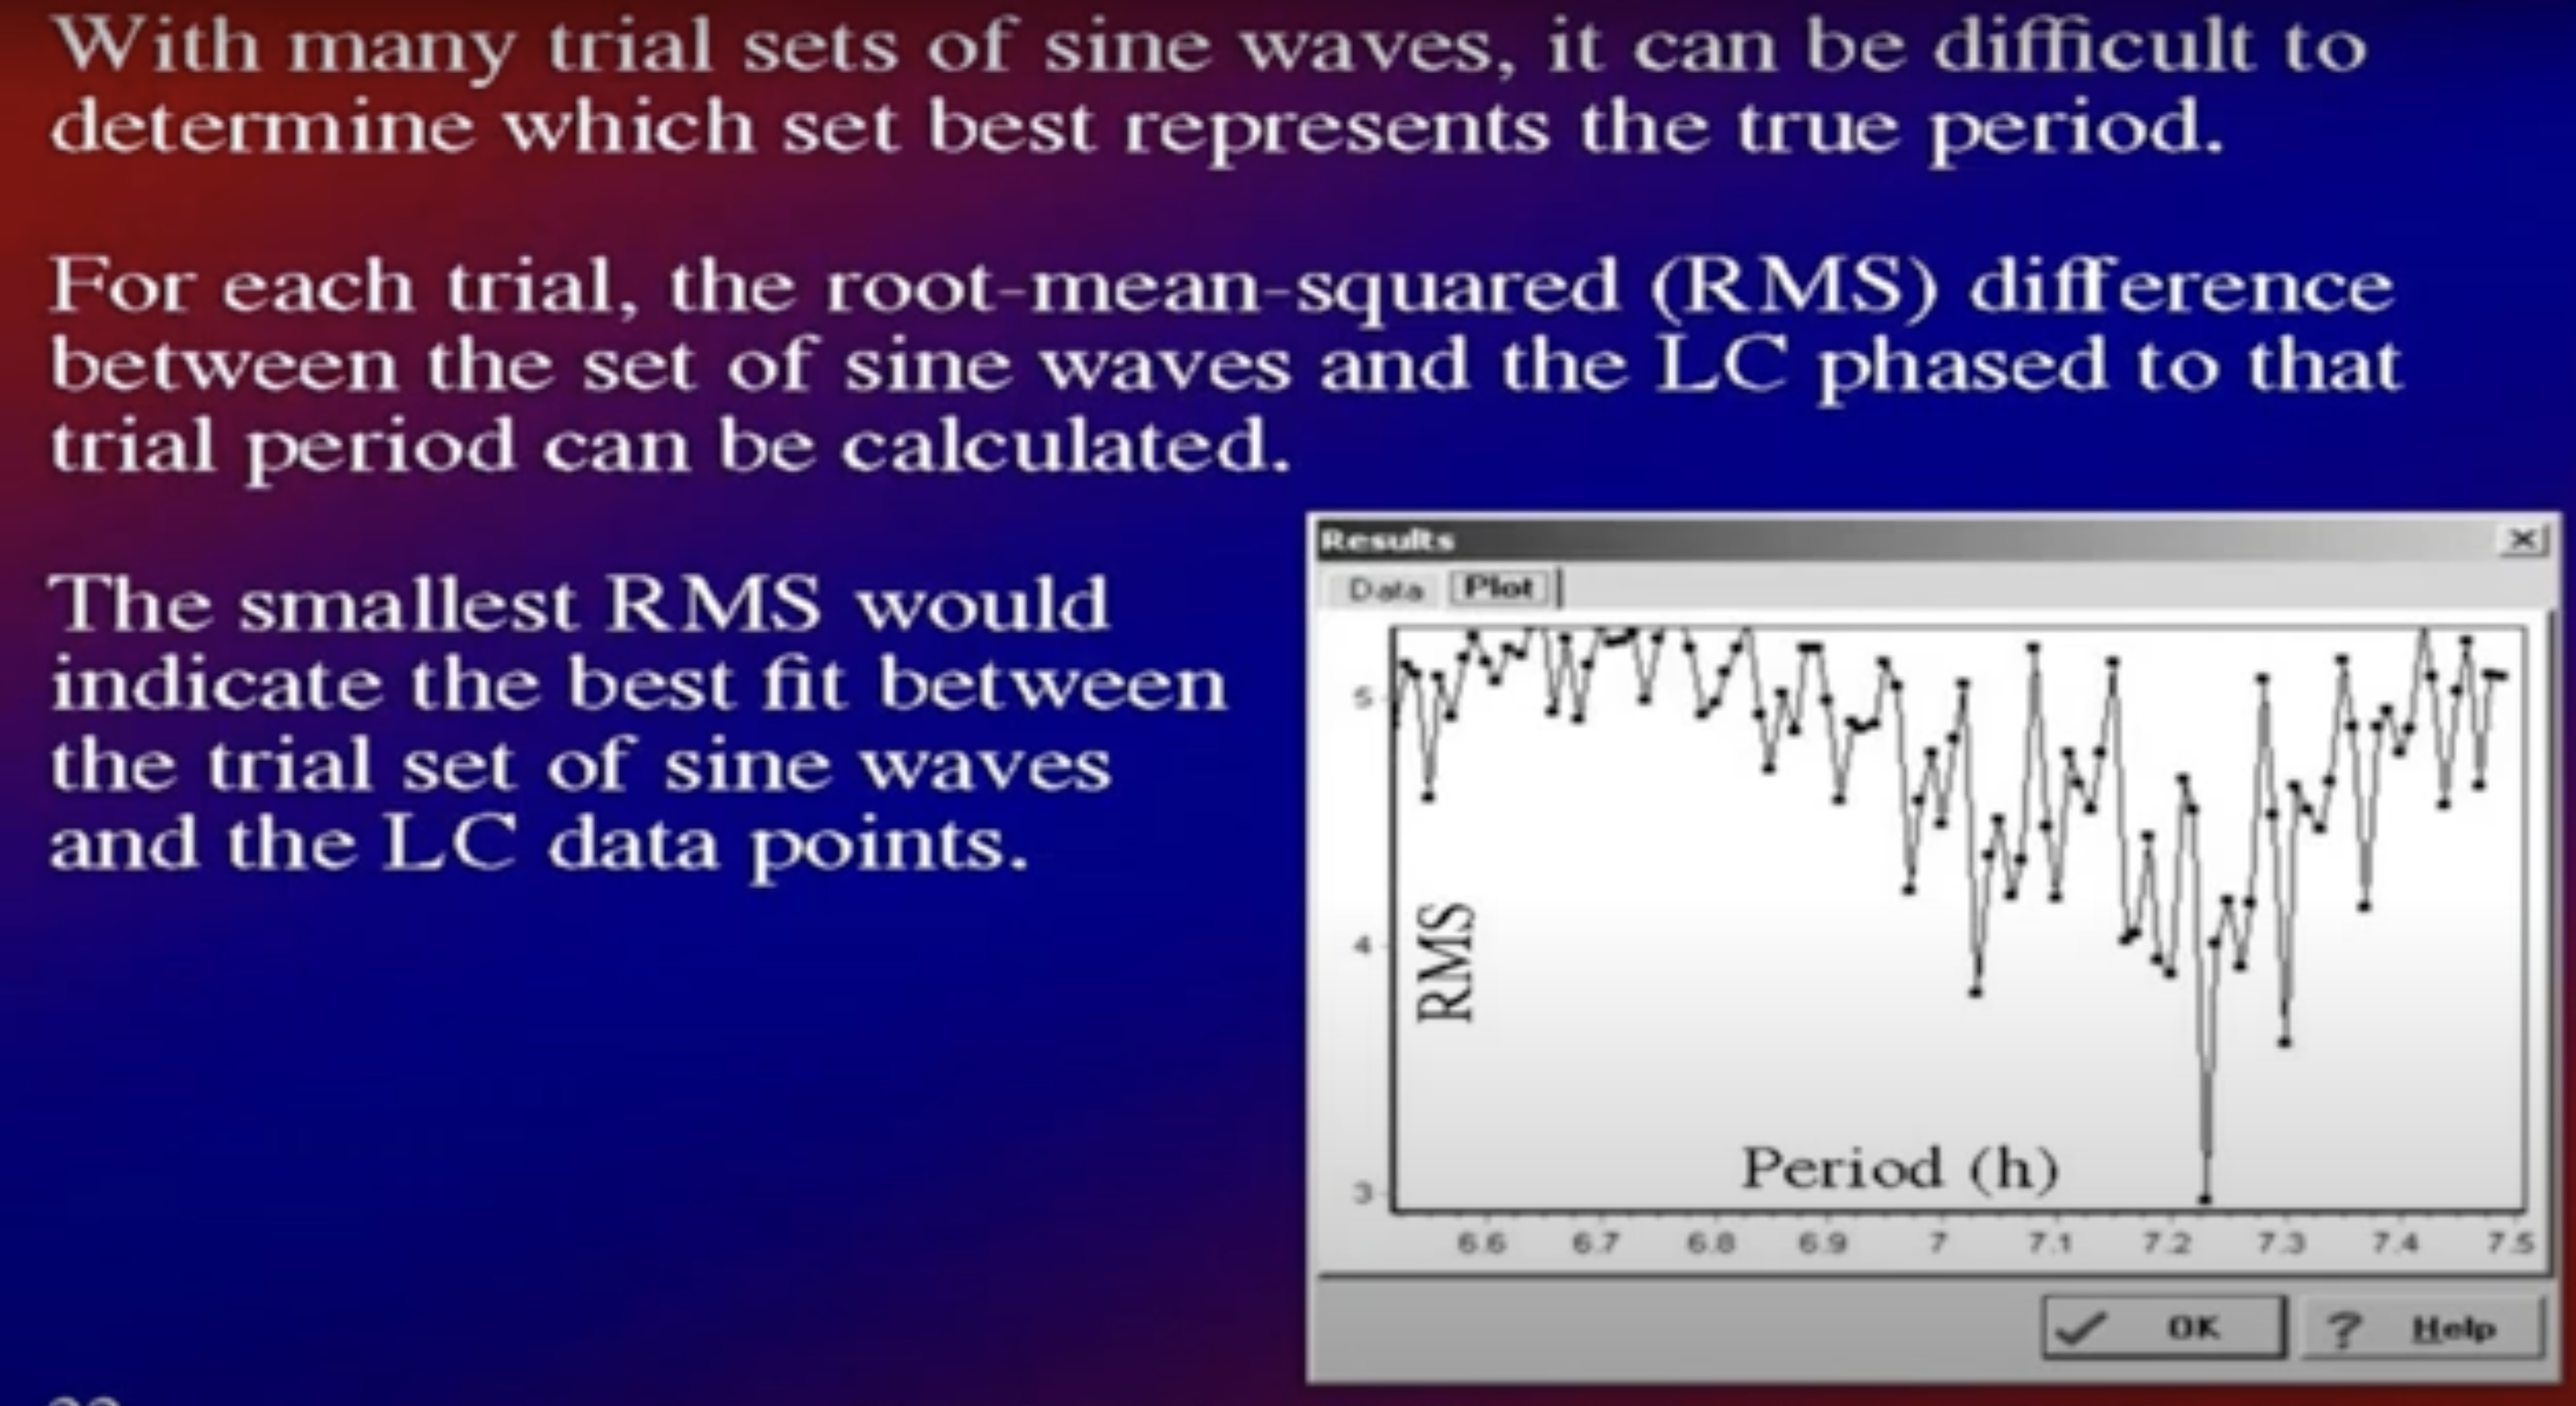 With many trial sets of sine waves, it can be difficult to
determine which set best represents the true period.
For each trial, the root-mean-squared (RMS) difference
between the set of sine waves and the LC phased to that
trial period can be calculated.
The smallest RMS would
indicate the best fit between
the trial set of sine waves
and the LC data points.
Results
Data Plot
5
4
3
RMS
Period (h)
6.6 6.7 6.8 6.9 7 7.1 7.2 7.3 7.4 7.5
OK ? Help